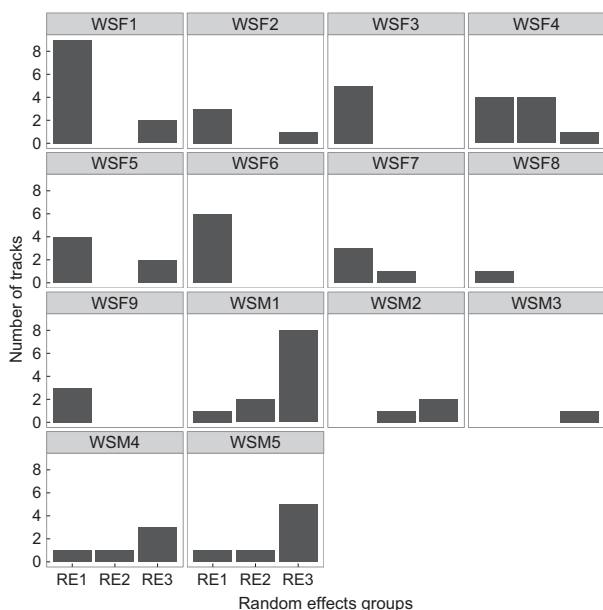 WSF1 WSF2 WSF3 WSF4
8
6
4
2
0
WSF5 WSF6 WSF7 WSF8
8
6
4
2
0
WSF9 WSM1 WSM2 WSM3
8
6
4
2
0
WSM4 WSM5
8
6
4
2
0
RE1 RE2 RE3 RE1 RE2 RE3
Number of tracks
Random effects groups